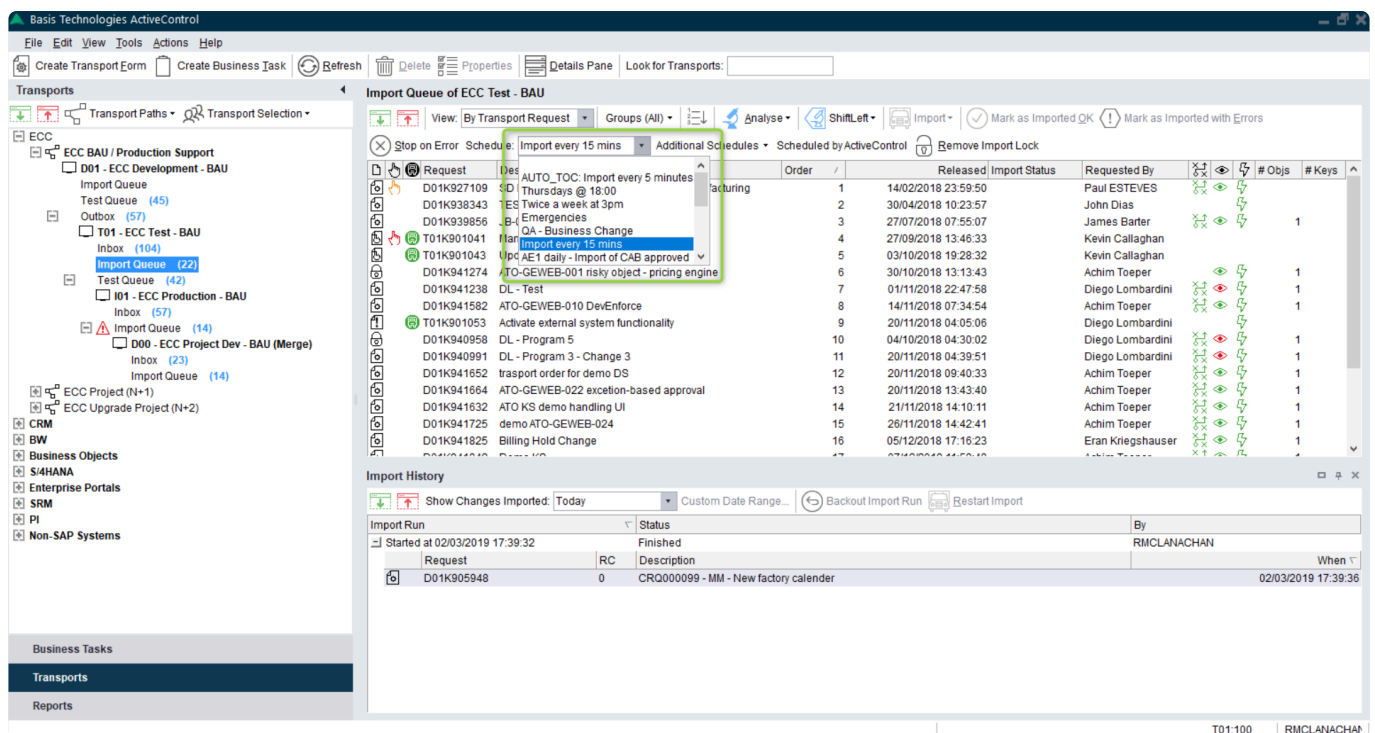 Basis Technologies ActiveControl
File Edit View Tools Actions Help
Create Transport Form Create Business Task Refresh Delete Properties Details Pane Look for Transports:
Transports
Transport Paths Transport Selection
ECC
ECC BAU / Production Support
D01 - ECC Development - BAU
Import Queue
Test Queue (45)
Outbox (57)
T01 - ECC Test - BAU
Inbox (104)
Import Queue (22)
Test Queue (42)
I01 - ECC Production - BAU
Inbox (57)
Import Queue (14)
D00 - ECC Project Dev - BAU (Merge)
Inbox (23)
Import Queue (14)
ECC Project (N+1)
ECC Upgrade Project (N+2)
CRM
BW
Business Objects
S/4HANA
Enterprise Portals
SRM
PI
Non-SAP Systems
Business Tasks
Transports
Reports
Import Queue of ECC Test - BAU
View: By Transport Request Groups (All) Analyse ShiftLeft Import Mark as Imported OK Mark as Imported with Errors
Stop on Error Schedule: Import every 15 mins Additional Schedules Scheduled by ActiveControl Remove Import Lock
AUTO_TOC: Import every 5 minutes
Thursdays @ 18:00
Twice a week at 3pm
Emergencies
QA - Business Change
Import every 15 mins
AE1 daily - Import of CAB approved
Request Order Released Import Status Requested By # Objs # Keys
D01K927109 1 14/02/2018 23:59:50 Paul ESTEVES
D01K938343 2 30/04/2018 10:23:57 John Dias
D01K939856 3 27/07/2018 07:55:07 James Barter 1
T01K901041 4 27/09/2018 13:46:33 Kevin Callaghan
T01K901043 5 03/10/2018 19:28:32 Kevin Callaghan
D01K941274 ATO-GEWEB-001 risky object - pricing engine 6 30/10/2018 13:13:43 Achim Toeper 1
D01K941238 DL - Test 7 01/11/2018 22:47:58 Diego Lombardini 1
D01K941582 ATO-GEWEB-010 DevEnforce 8 14/11/2018 07:34:54 Achim Toeper 1
T01K901053 Activate external system functionality 9 20/11/2018 04:05:06 Diego Lombardini
D01K940958 DL - Program 5 10 04/10/2018 04:30:02 Diego Lombardini 1
D01K940991 DL - Program 3 - Change 3 11 20/11/2018 04:39:51 Diego Lombardini 1
D01K941652 trasport order for demo DS 12 20/11/2018 09:40:33 Achim Toeper 1
D01K941664 ATO-GEWEB-022 excetion-based approval 13 20/11/2018 13:43:40 Achim Toeper 1
D01K941632 ATO KS demo handling UI 14 21/11/2018 14:10:11 Achim Toeper 1
D01K941725 demo ATO-GEWEB-024 15 26/11/2018 14:42:41 Achim Toeper 1
D01K941825 Billing Hold Change 16 05/12/2018 17:16:23 Eran Kriegshauser 1
Import History
Show Changes Imported: Today Custom Date Range... Backout Import Run Restart Import
Import Run Status By
Started at 02/03/2019 17:39:32 Finished RMCLANACHAN
Request RC Description When
D01K905948 0 CRQ000099 - MM - New factory calender 02/03/2019 17:39:36
T01:100 RMCLANACHAN